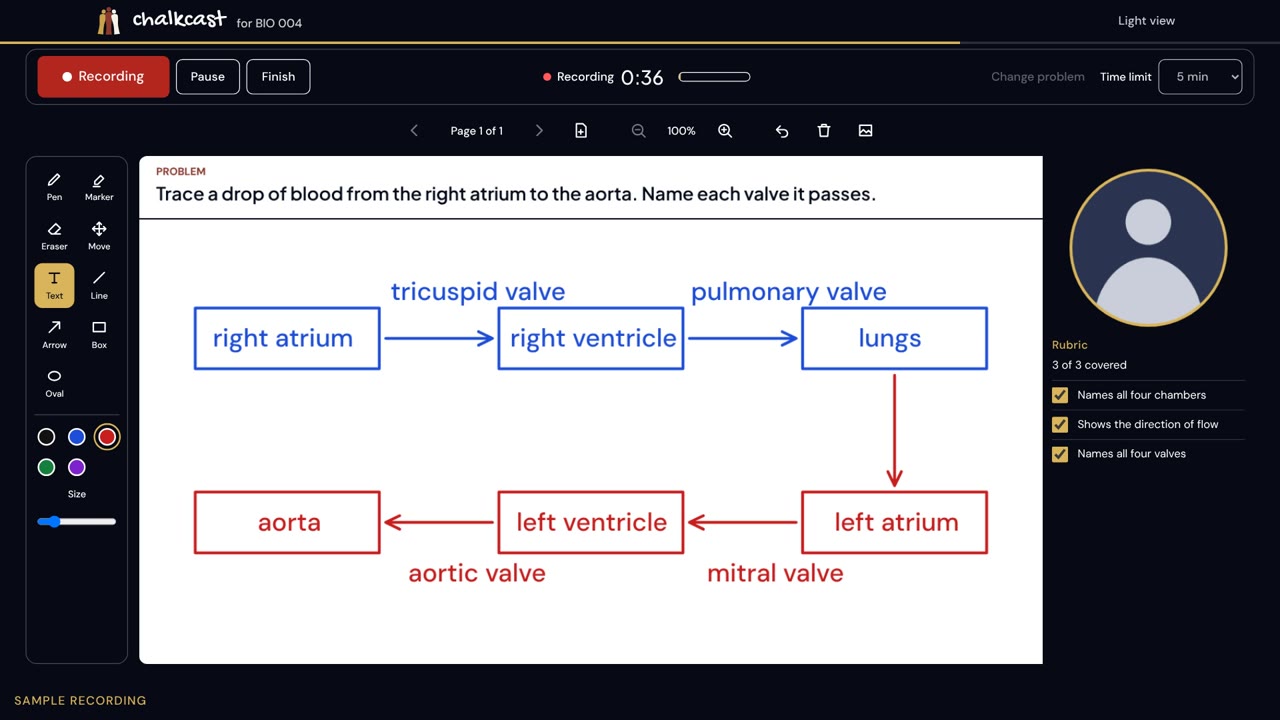 chalkcast for BIO 004
Light view
Recording
Pause
Finish
Recording 0:36
Change problem
Time limit
5 min
Page 1 of 1
100%
Pen
Marker
Eraser
Move
Text
Line
Arrow
Box
Oval
Size
PROBLEM
Trace a drop of blood from the right atrium to the aorta. Name each valve it passes.
tricuspid valve
pulmonary valve
right atrium
right ventricle
lungs
aorta
left ventricle
left atrium
aortic valve
mitral valve
Rubric
3 of 3 covered
Names all four chambers
Shows the direction of flow
Names all four valves
SAMPLE RECORDING